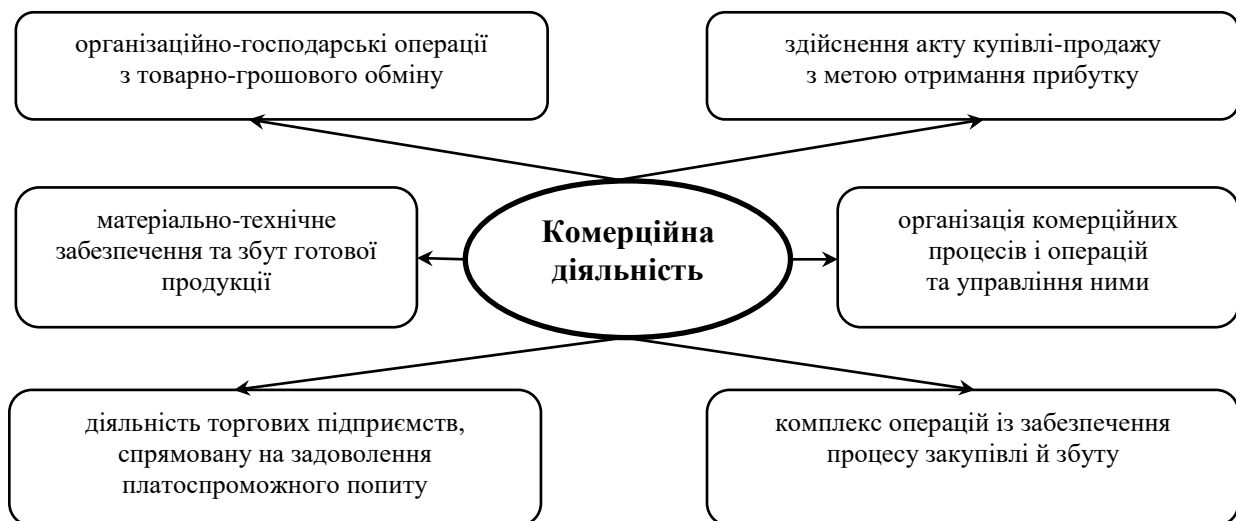 організаційно-господарські операції
з товарно-грошового обміну
здійснення акту купівлі-продажу
з метою отримання прибутку
матеріально-технічне
забезпечення та збут готової
продукції
Комерційна
діяльність
організація комерційних
процесів і операцій
та управління ними
діяльність торгових підприємств,
спрямовану на задоволення
платоспроможного попиту
комплекс операцій із забезпечення
процесу закупівлі й збуту